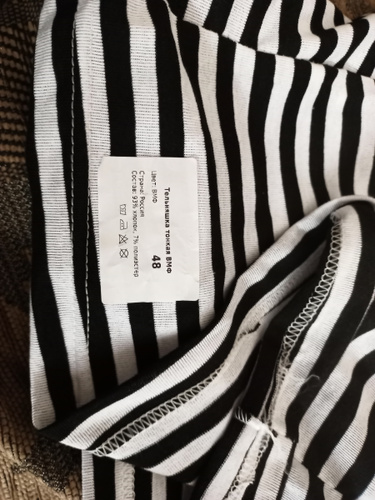 Тельняшка тонкая ВМФ
48
Цвет: ВМФ
Страна: Россия
Состав: 93% хлопок, 7% полиэстер